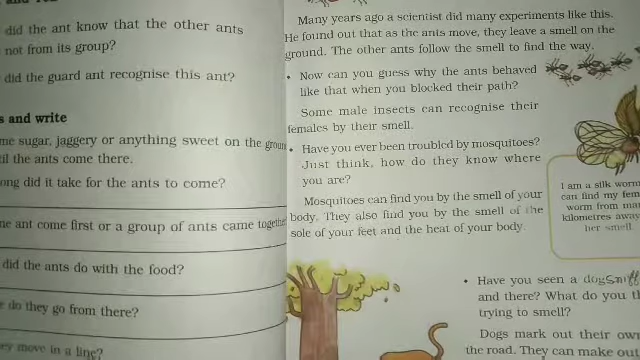 did the ant know that the other ants
not from its group?
did the guard ant recognise this ant?
and write
sugar, jaggery or anything sweet on the
the ants come there.
did it take for the ants to come?
ant come first or a group of ants came
did the ants do with the food?
do they go from there?
move in a line?
Many years ago a scientist did many experiments like this.
He found out that as the ants move, they leave a smell on the
ground. The other ants follow the smell to find the way.
• Now can you guess why the ants behaved
like that when you blocked their path?
Some male insects can recognise their
females by their smell.
• Have you ever been troubled by mosquitoes?
Just think, how do they know where
you are?
Mosquitoes can find you by the smell of your
body. They also find you by the smell of the
sole of your feet and the heat of your body.
I am a silk worm
can find my
worm from
kilometres away
her smell.
• Have you seen a dog sniff
and there? What do you
trying to smell?
Dogs mark out their own
the road. They can make out